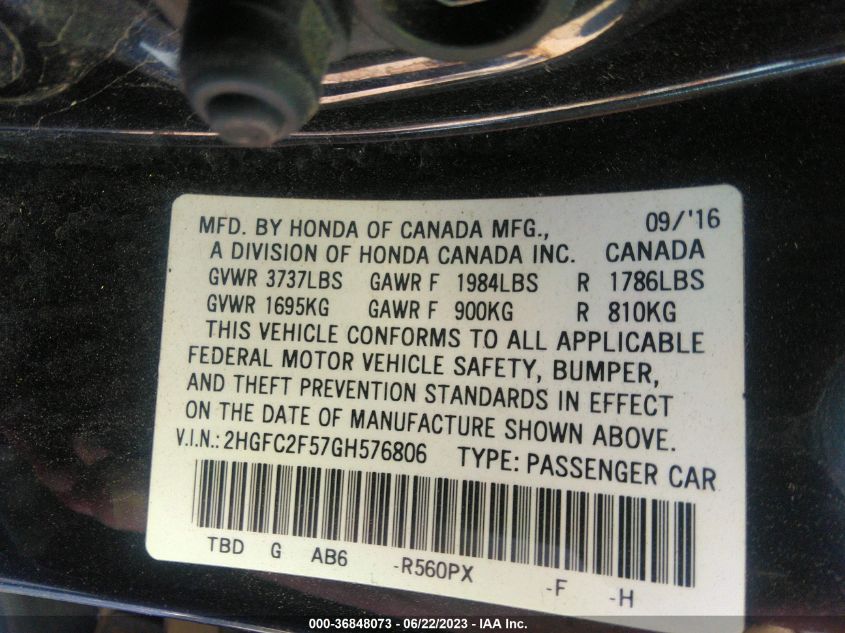 MFD. BY HONDA OF CANADA MFG., 09/'16
A DIVISION OF HONDA CANADA INC. CANADA
GVWR 3737LBS GAWR F 1984LBS R 1786LBS
GVWR 1695KG GAWR F 900KG R 810KG
THIS VEHICLE CONFORMS TO ALL APPLICABLE
FEDERAL MOTOR VEHICLE SAFETY, BUMPER,
AND THEFT PREVENTION STANDARDS IN EFFECT
ON THE DATE OF MANUFACTURE SHOWN ABOVE.
V.I.N.: 2HGFC2F57GH576806 TYPE: PASSENGER CAR
TBD G AB6 -R560PX -F -H
000-36848073 - 06/22/2023 - IAA Inc.